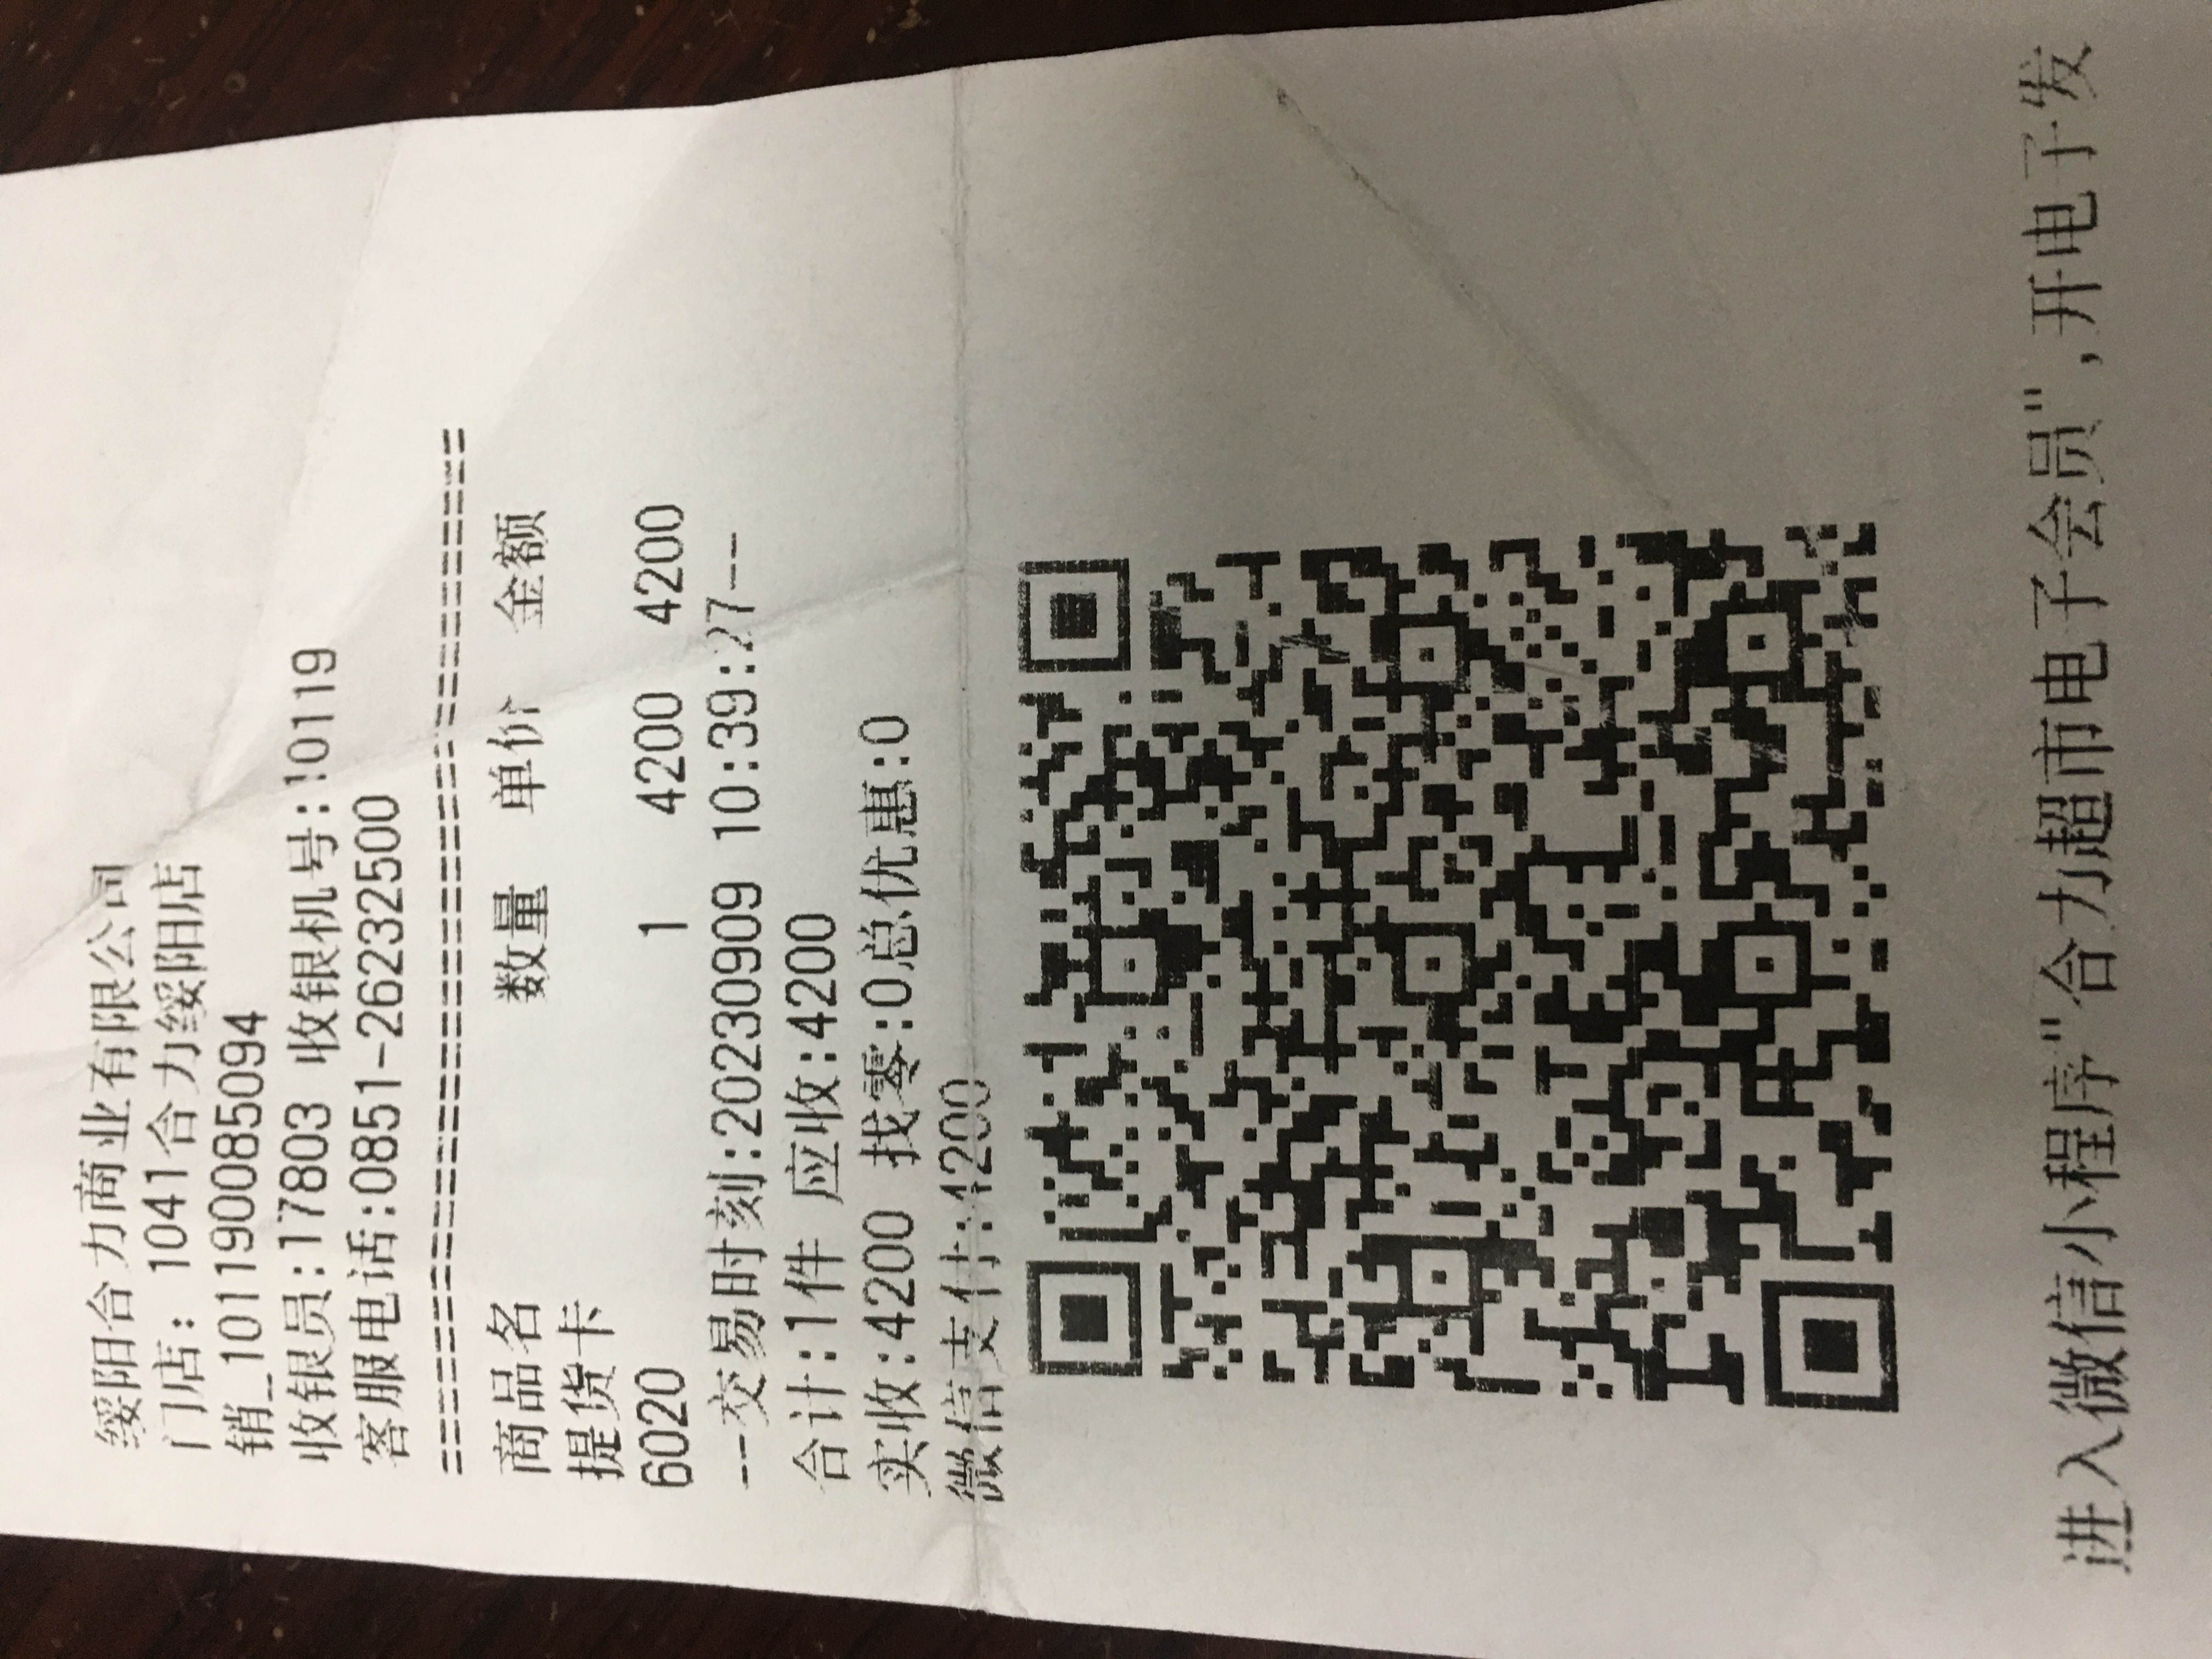 绥阳合力商业有限公司
门店: 1041合力绥阳店
销_101190085094
收银员:17803 收银机号:10119
客服电话:0851-26232500
==================================
商品名 数量 单价 金额
提货卡
6020 1 4200 4200
--交易时刻:20230909 10:39:27--
合计:1件 应收:4200
实收:4200 找零:0总优惠:0
微信支付:4200
进入微信小程序"合力超市电子会员",开电子发